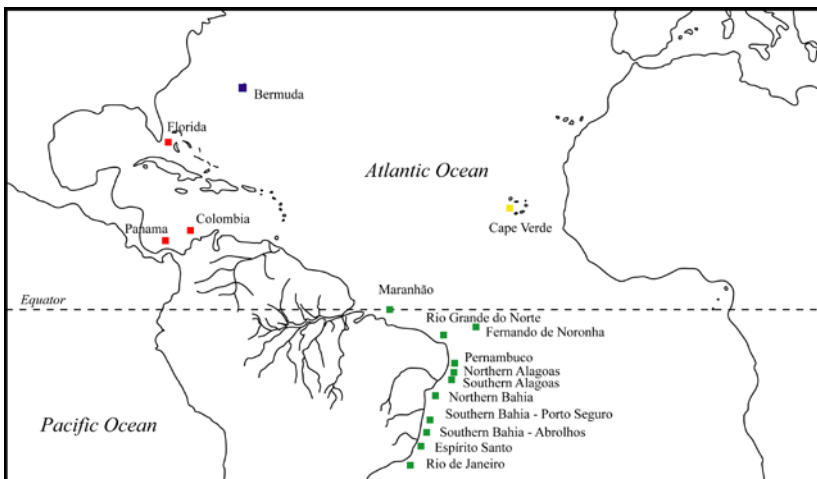 Bermuda
Florida
Atlantic Ocean
Colombia
Panama
Cape Verde
Maranhão
Equator
Rio Grande do Norte
Fernando de Noronha
Pernambuco
Northern Alagoas
Southern Alagoas
Northern Bahia
Southern Bahia - Porto Seguro
Pacific Ocean
Southern Bahia - Abrolhos
Espírito Santo
Rio de Janeiro